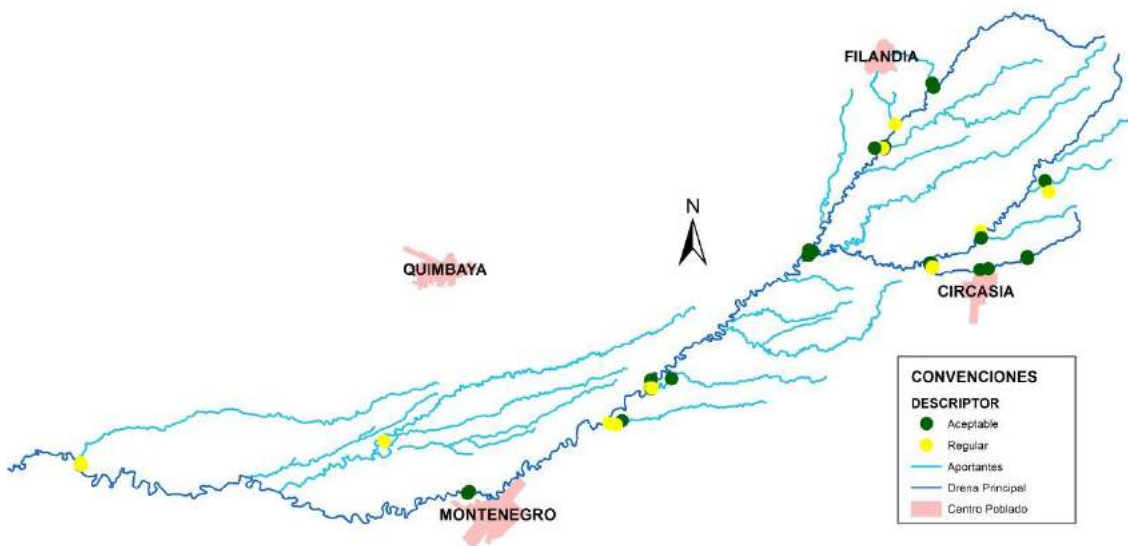 FILANDIA
N
QUIMBAYA
CIRCASIA
MONTENEGRO
CONVENCIONES
DESCRIPTOR
Aceptable
Regular
Aportantes
Drena Principal
Centro Poblado